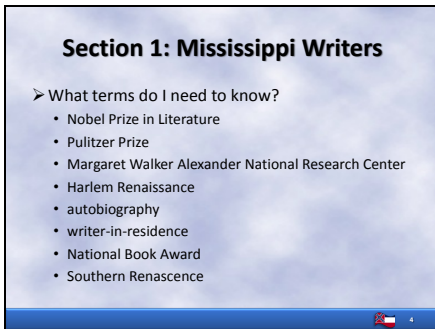 Section 1: Mississippi Writers
➢ What terms do I need to know?
• Nobel Prize in Literature
• Pulitzer Prize
• Margaret Walker Alexander National Research Center
• Harlem Renaissance
• autobiography
• writer-in-residence
• National Book Award
• Southern Renascence
4